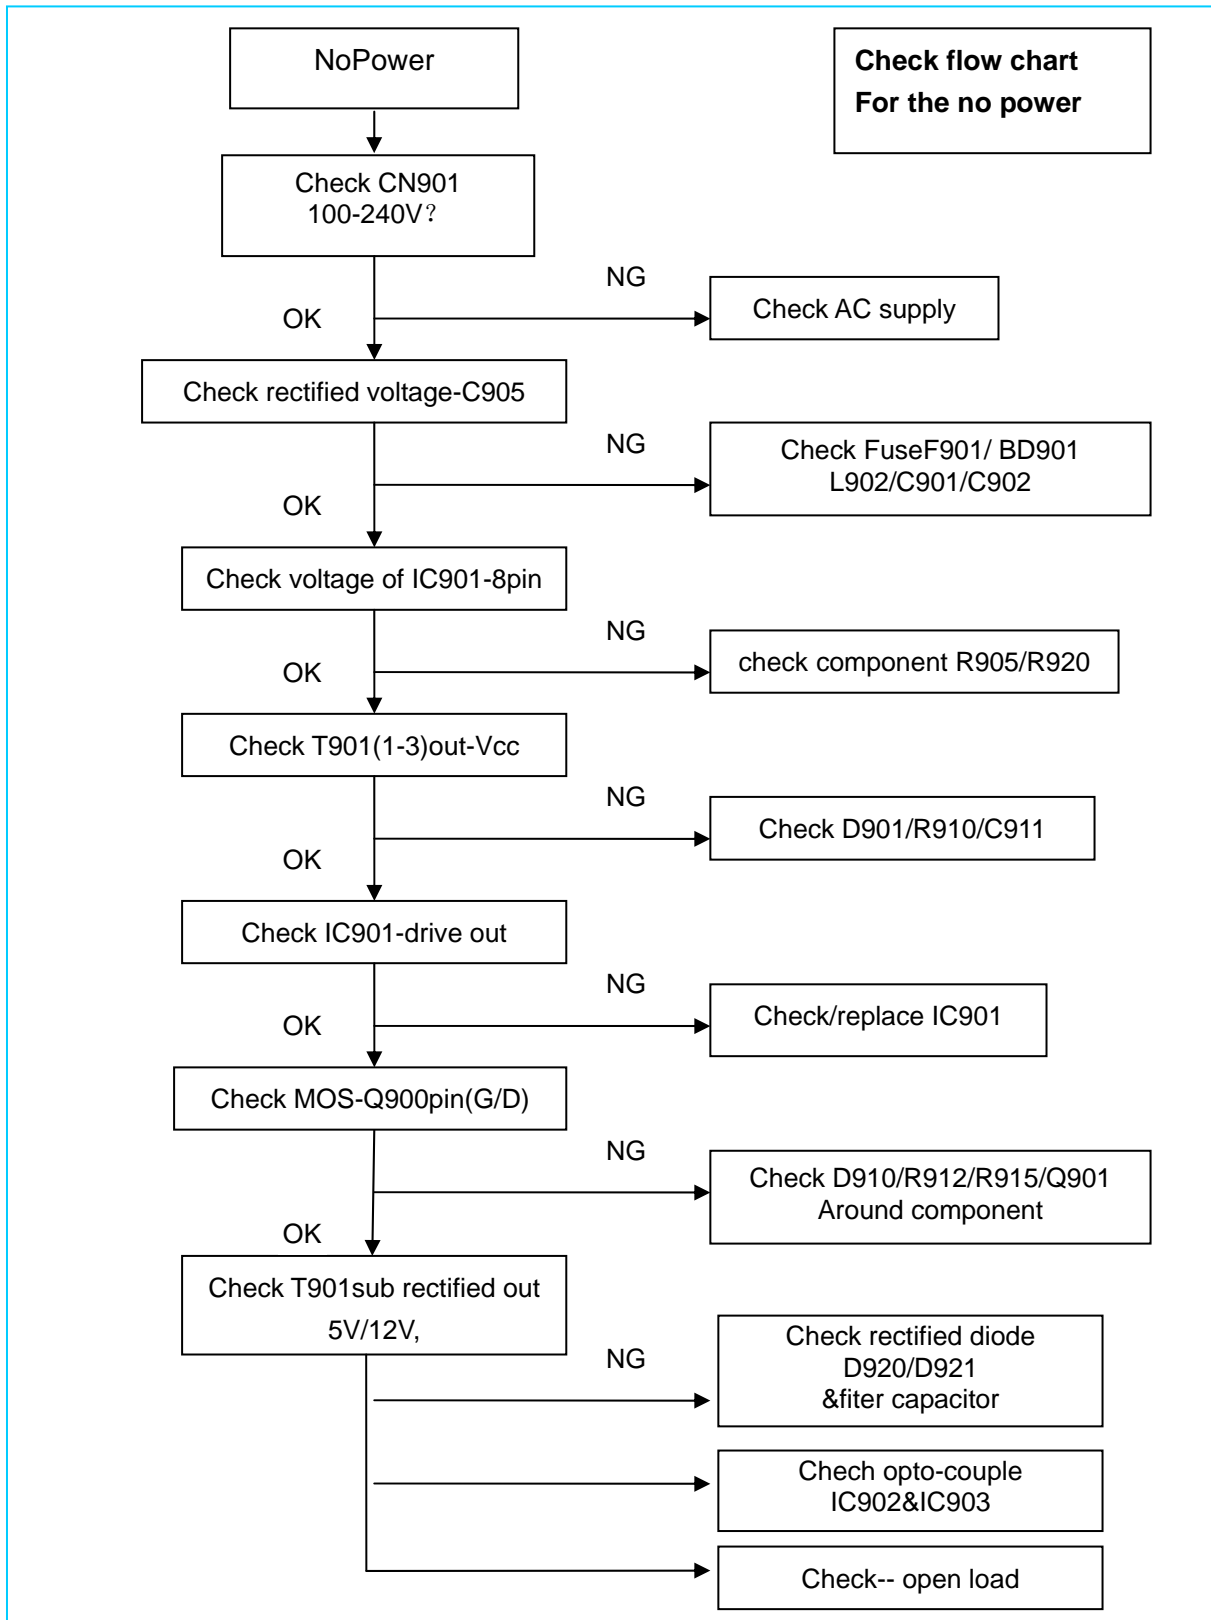 NoPower
Check flow chart
For the no power
Check CN901
100-240V？
NG
Check AC supply
OK
Check rectified voltage-C905
NG
Check FuseF901/ BD901
L902/C901/C902
OK
Check voltage of IC901-8pin
NG
check component R905/R920
OK
Check T901(1-3)out-Vcc
NG
Check D901/R910/C911
OK
Check IC901-drive out
NG
Check/replace IC901
OK
Check MOS-Q900pin(G/D)
NG
Check D910/R912/R915/Q901
Around component
OK
Check T901sub rectified out
5V/12V,
NG
Check rectified diode
D920/D921
&fiter capacitor
Chech opto-couple
IC902&IC903
Check-- open load